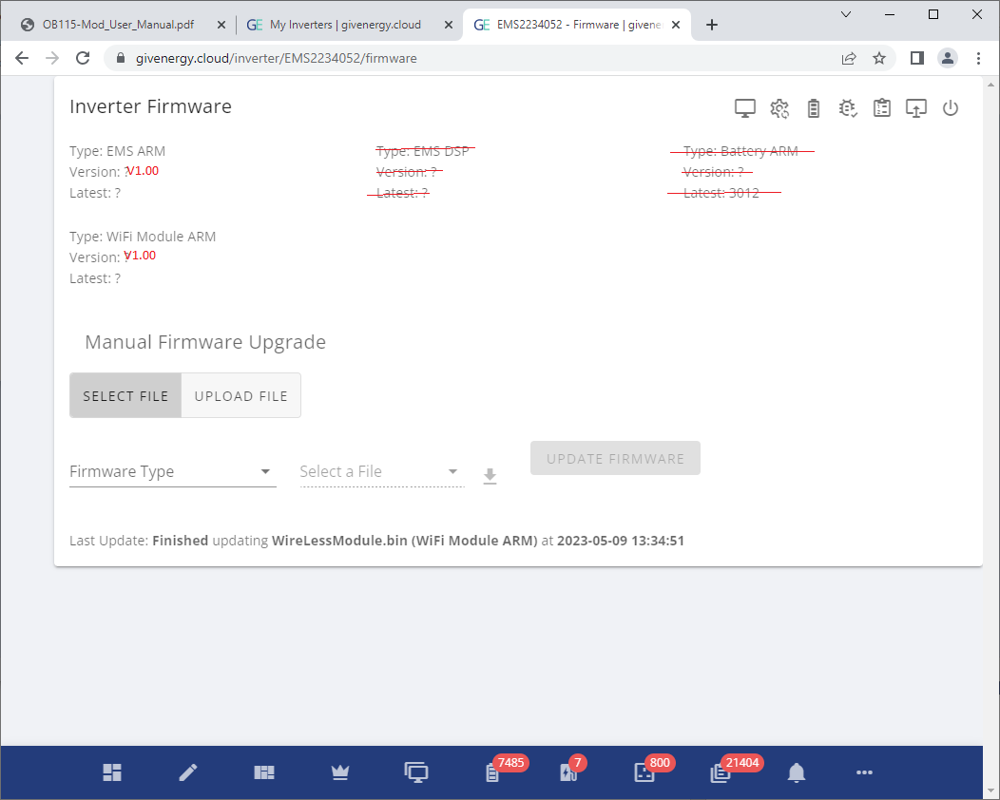 OB115-Mod_User_Manual.pdf
GE My Inverters | givenergy.cloud
GE EMS2234052 - Firmware | givene
givenergy.cloud/inverter/EMS2234052/firmware
Inverter Firmware
Type: EMS ARM
Version: ?V1.00
Latest: ?
Type: EMS DSP
Version: ?
Latest: ?
Type: Battery ARM
Version: ?
Latest: 3012
Type: WiFi Module ARM
Version: ?V1.00
Latest: ?
Manual Firmware Upgrade
SELECT FILE
UPLOAD FILE
Firmware Type
Select a File
UPDATE FIRMWARE
Last Update: Finished updating WireLessModule.bin (WiFi Module ARM) at 2023-05-09 13:34:51
7485
7
800
21404